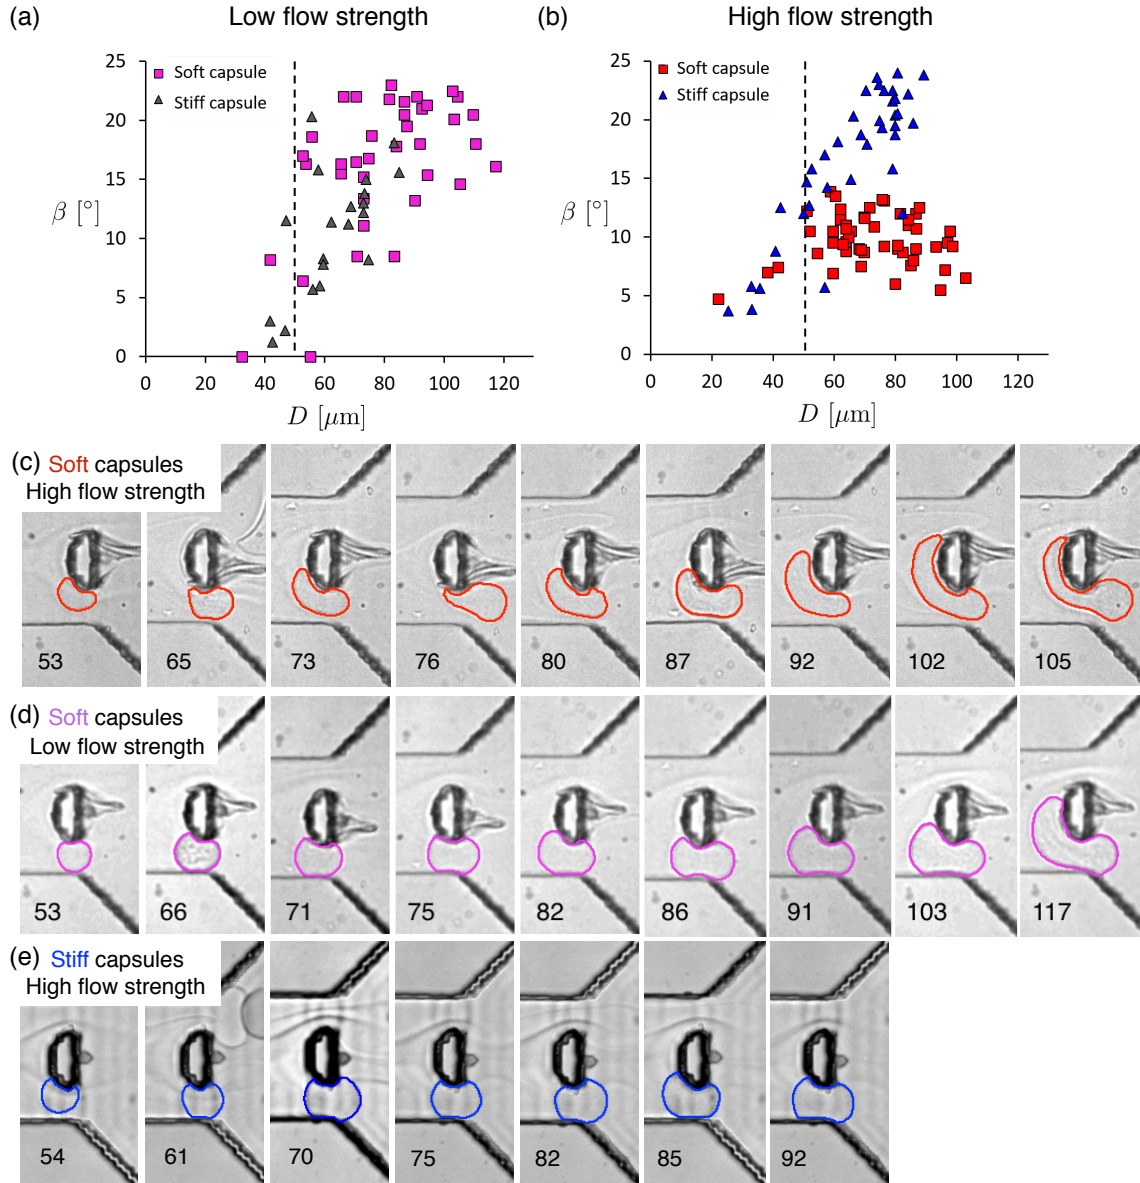 (a) Low flow strength
(b) High flow strength
25
20
15
10
5
0
β [°]
Soft capsule
Stiff capsule
0 20 40 60 80 100 120
D [μm]
25
20
15
10
5
0
β [°]
Soft capsule
Stiff capsule
0 20 40 60 80 100 120
D [μm]
(c) Soft capsules
High flow strength
53 65 73 76 80 87 92 102 105
(d) Soft capsules
Low flow strength
53 66 71 75 82 86 91 103 117
(e) Stiff capsules
High flow strength
54 61 70 75 82 85 92